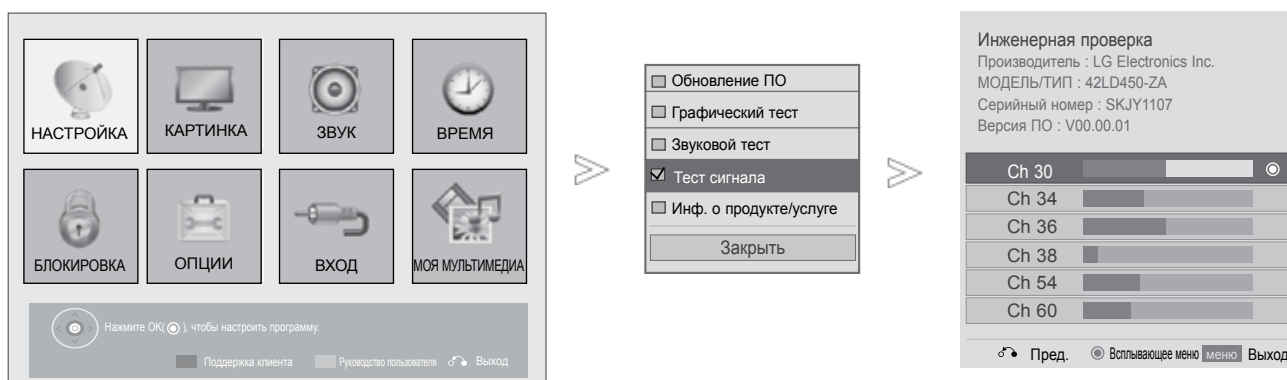 НАСТРОЙКА
КАРТИНКА
ЗВУК
ВРЕМЯ
БЛОКИРОВКА
ОПЦИИ
ВХОД
МОЯ МУЛЬТИМЕДИА
Нажмите OK( ), чтобы настроить программу.
Поддержка клиента Руководство пользователя Выход
Обновление ПО
Графический тест
Звуковой тест
Тест сигнала
Инф. о продукте/услуге
Закрыть
Инженерная проверка
Производитель : LG Electronics Inc.
МОДЕЛЬ/ТИП : 42LD450-ZA
Серийный номер : SKJY1107
Версия ПО : V00.00.01
Ch 30
Ch 34
Ch 36
Ch 38
Ch 54
Ch 60
Пред. Всплывающее меню меню Выход